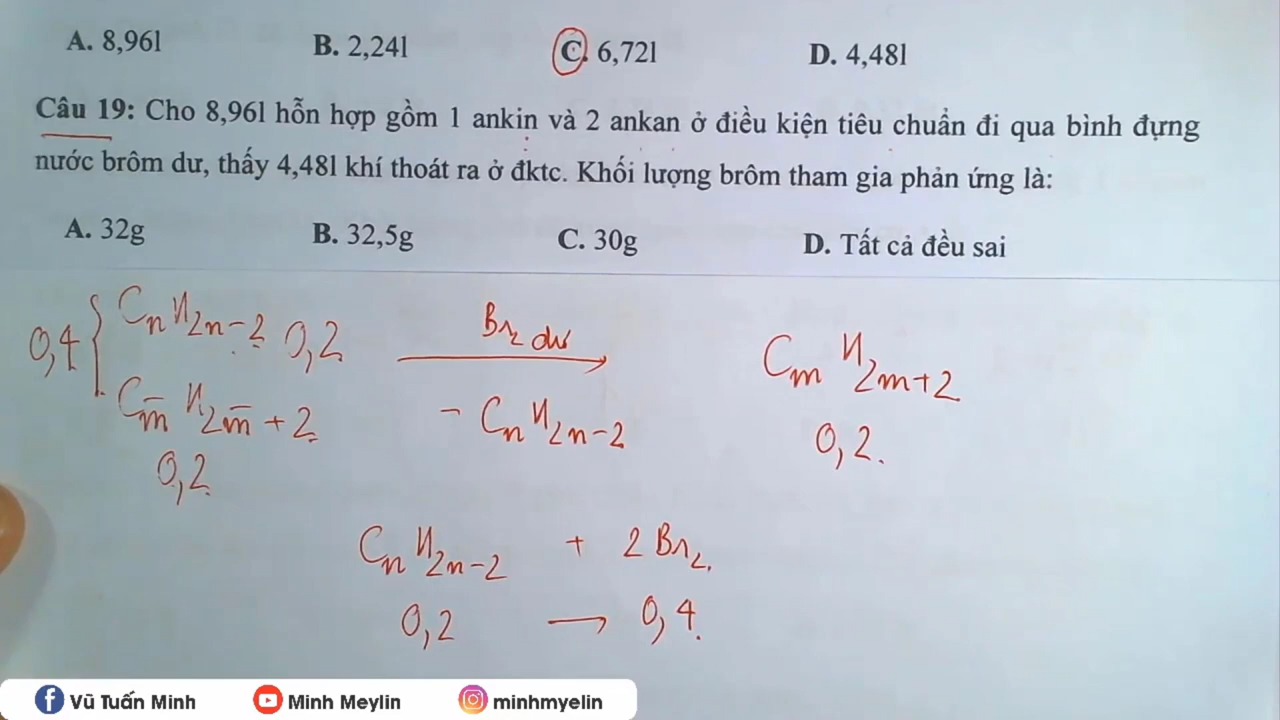 A. 8,96l B. 2,24l C. 6,72l D. 4,48l
Câu 19: Cho 8,96l hỗn hợp gồm 1 ankin và 2 ankan ở điều kiện tiêu chuẩn đi qua bình đựng
nước brôm dư, thấy 4,48l khí thoát ra ở đktc. Khối lượng brôm tham gia phản ứng là:
A. 32g B. 32,5g C. 30g D. Tất cả đều sai
0,4 { CnH2n-2 0,2 Br2 dư CmH2m+2
Cm̄H2m̄+2 - CnH2n-2 0,2.
0,2
CnH2n-2 + 2Br2.
0,2 → 0,4.
Vũ Tuấn Minh Minh Meylin minhmyelin